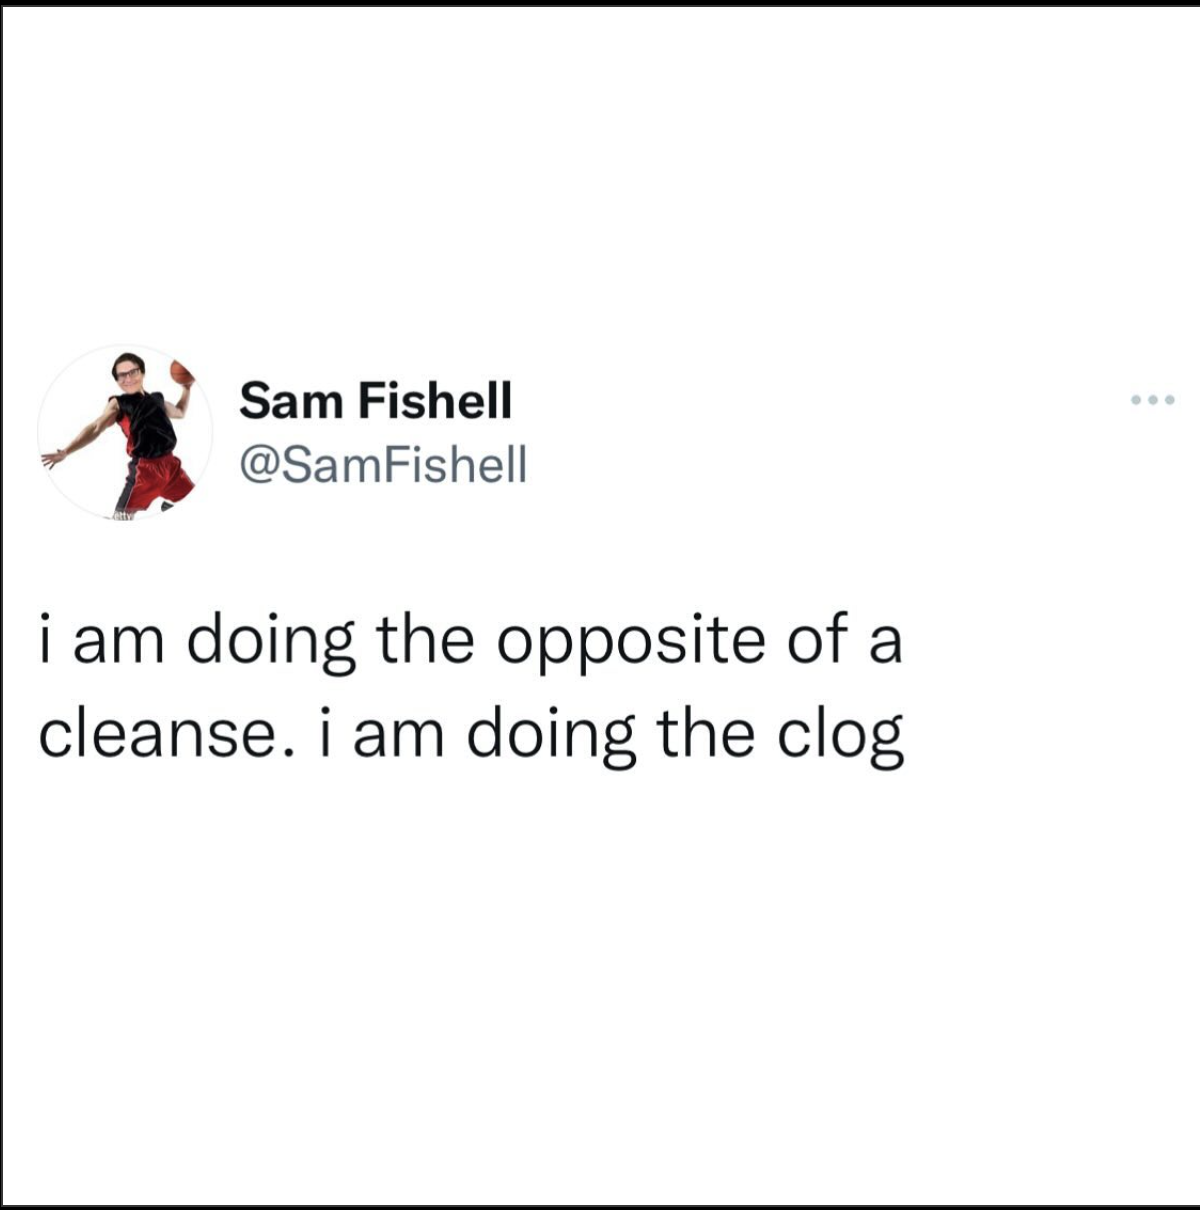 Sam Fishell
@SamFishell
i am doing the opposite of a
cleanse. i am doing the clog